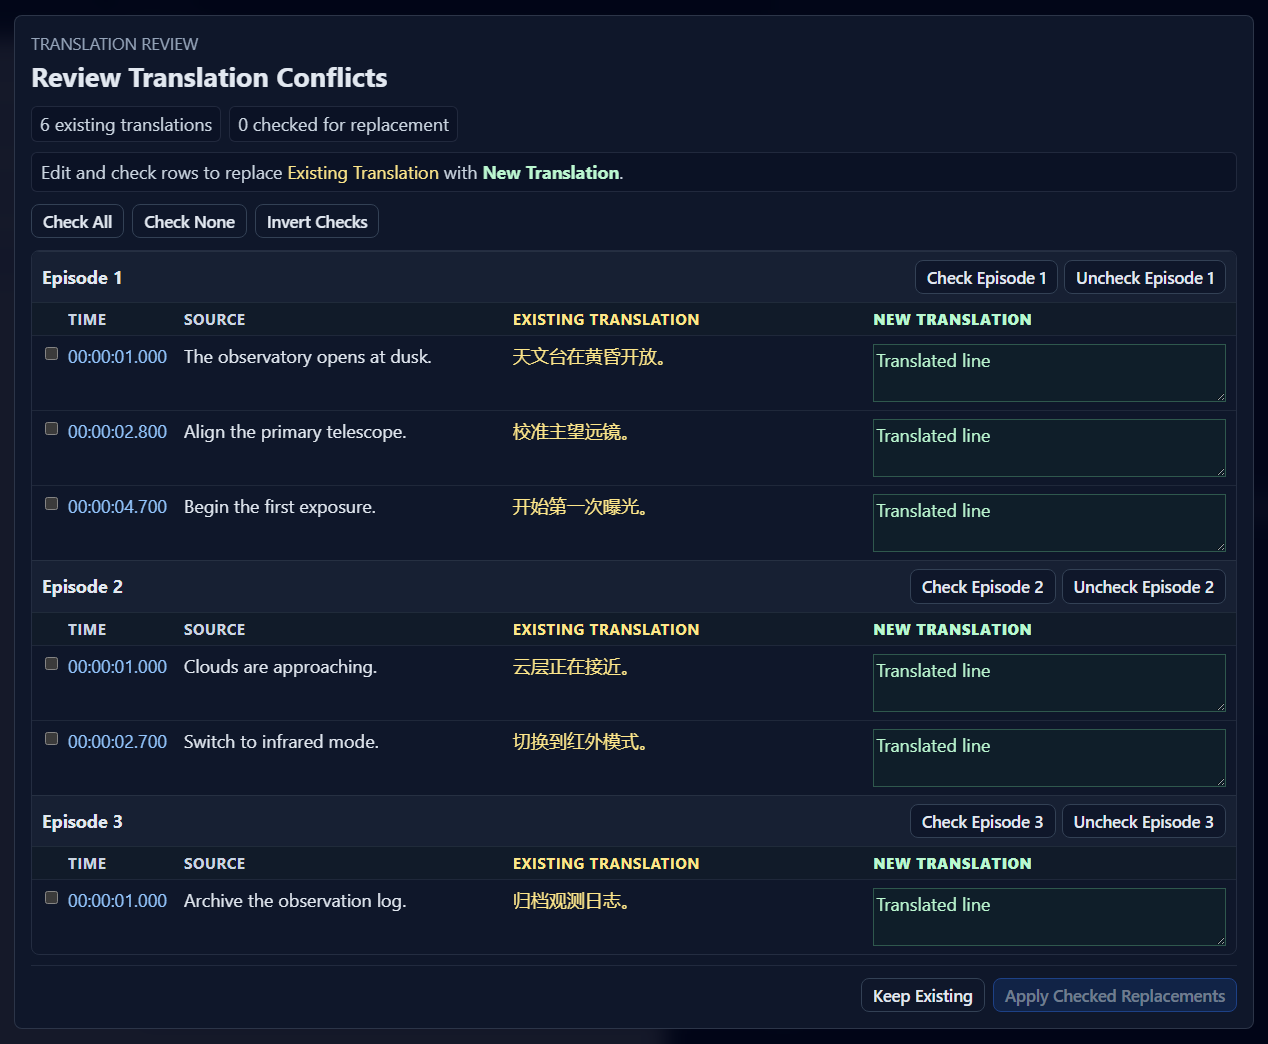 TRANSLATION REVIEW
Review Translation Conflicts
6 existing translations 0 checked for replacement
Edit and check rows to replace Existing Translation with New Translation.
Check All Check None Invert Checks
Episode 1 Check Episode 1 Uncheck Episode 1
TIME SOURCE EXISTING TRANSLATION NEW TRANSLATION
00:00:01.000 The observatory opens at dusk. 天文台在黄昏开放。 Translated line
00:00:02.800 Align the primary telescope. 校准主望远镜。 Translated line
00:00:04.700 Begin the first exposure. 开始第一次曝光。 Translated line
Episode 2 Check Episode 2 Uncheck Episode 2
TIME SOURCE EXISTING TRANSLATION NEW TRANSLATION
00:00:01.000 Clouds are approaching. 云层正在接近。 Translated line
00:00:02.700 Switch to infrared mode. 切换到红外模式。 Translated line
Episode 3 Check Episode 3 Uncheck Episode 3
TIME SOURCE EXISTING TRANSLATION NEW TRANSLATION
00:00:01.000 Archive the observation log. 归档观测日志。 Translated line
Keep Existing Apply Checked Replacements